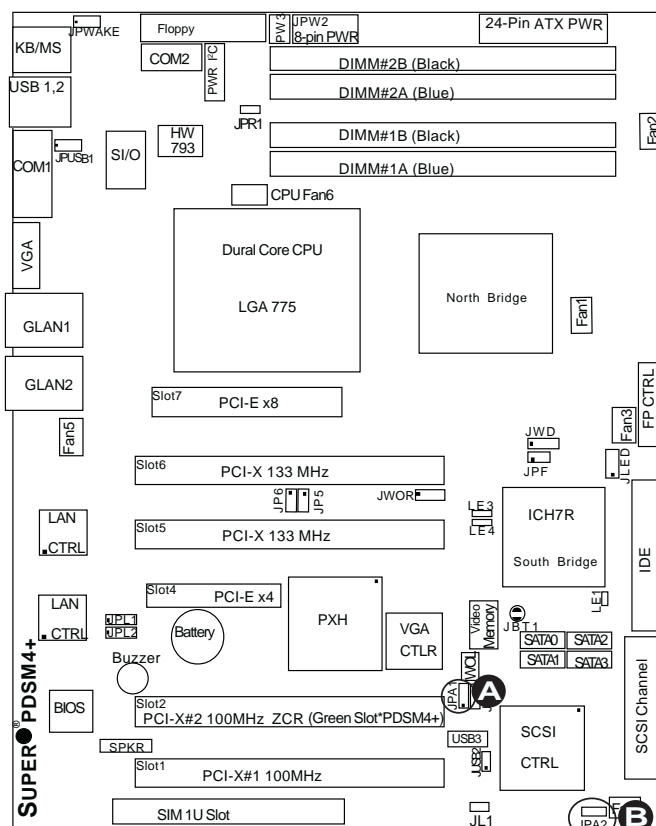 JPWAKE
KB/MS
Floppy
PW3
JPW2
8-pin PWR
24-Pin ATX PWR
COM2
PWR I²C
DIMM#2B (Black)
USB 1,2
DIMM#2A (Blue)
JPR1
HW
793
DIMM#1B (Black)
Fan2
COM1
JPUSB1
SI/O
DIMM#1A (Blue)
CPU Fan6
VGA
Dural Core CPU
LGA 775
North Bridge
Fan1
GLAN1
GLAN2
Slot7
PCI-E x8
Fan5
Fan3
FP CTRL
JWD
JPF
JLED
Slot6
PCI-X 133 MHz
JP6
JP5
JWOR
LE3
LE4
ICH7R
South Bridge
IDE
LAN
CTRL
Slot5
PCI-X 133 MHz
Slot4
PCI-E x4
PXH
LE1
LAN
CTRL
JPL1
JPL2
Battery
VGA
CTLR
Video
Memory
JBT1
SATA0
SATA2
SATA1
SATA3
Buzzer
WOL
JPA1
A
SCSI Channel
BIOS
Slot2
PCI-X#2 100MHz ZCR (Green Slot*PDSM4+)
USB3
SCSI
CTRL
SPKR
JUSB2
Slot1
PCI-X#1 100MHz
SUPER ® PDSM4+
SIM 1U Slot
JL1
JPA2
B